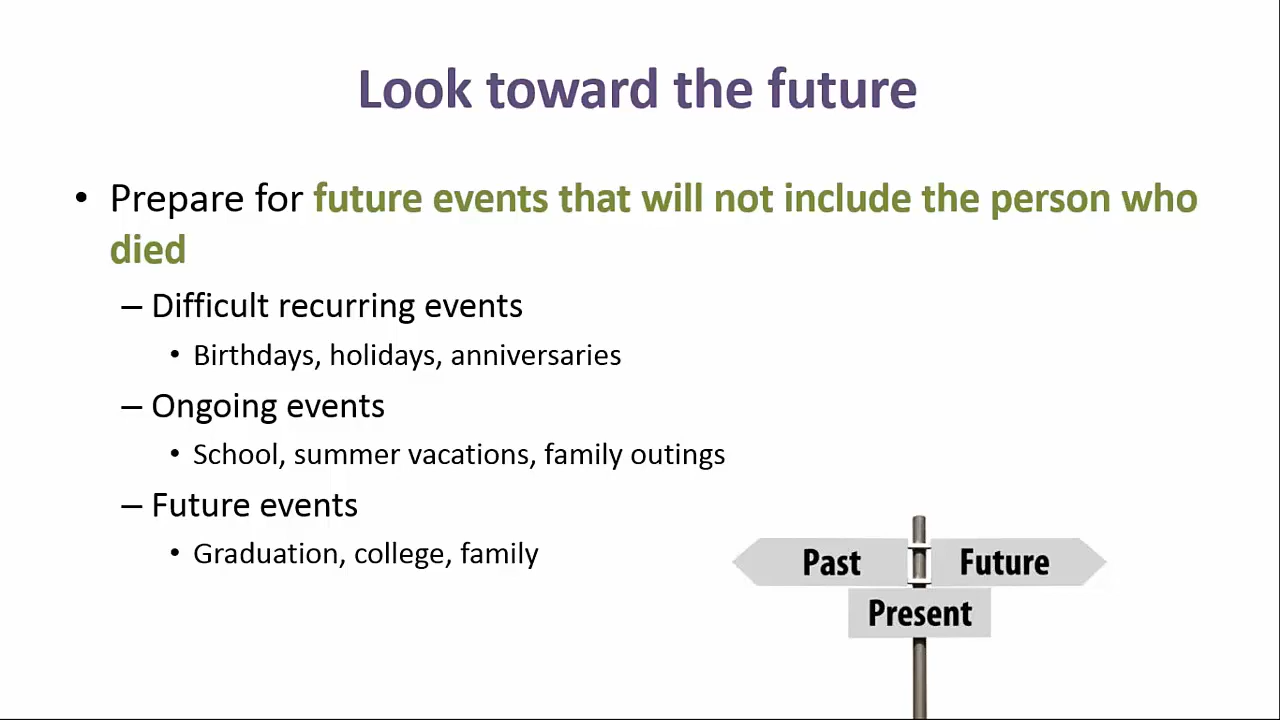 Look toward the future
• Prepare for future events that will not include the person who
died
– Difficult recurring events
• Birthdays, holidays, anniversaries
– Ongoing events
• School, summer vacations, family outings
– Future events
• Graduation, college, family
Past
Future
Present